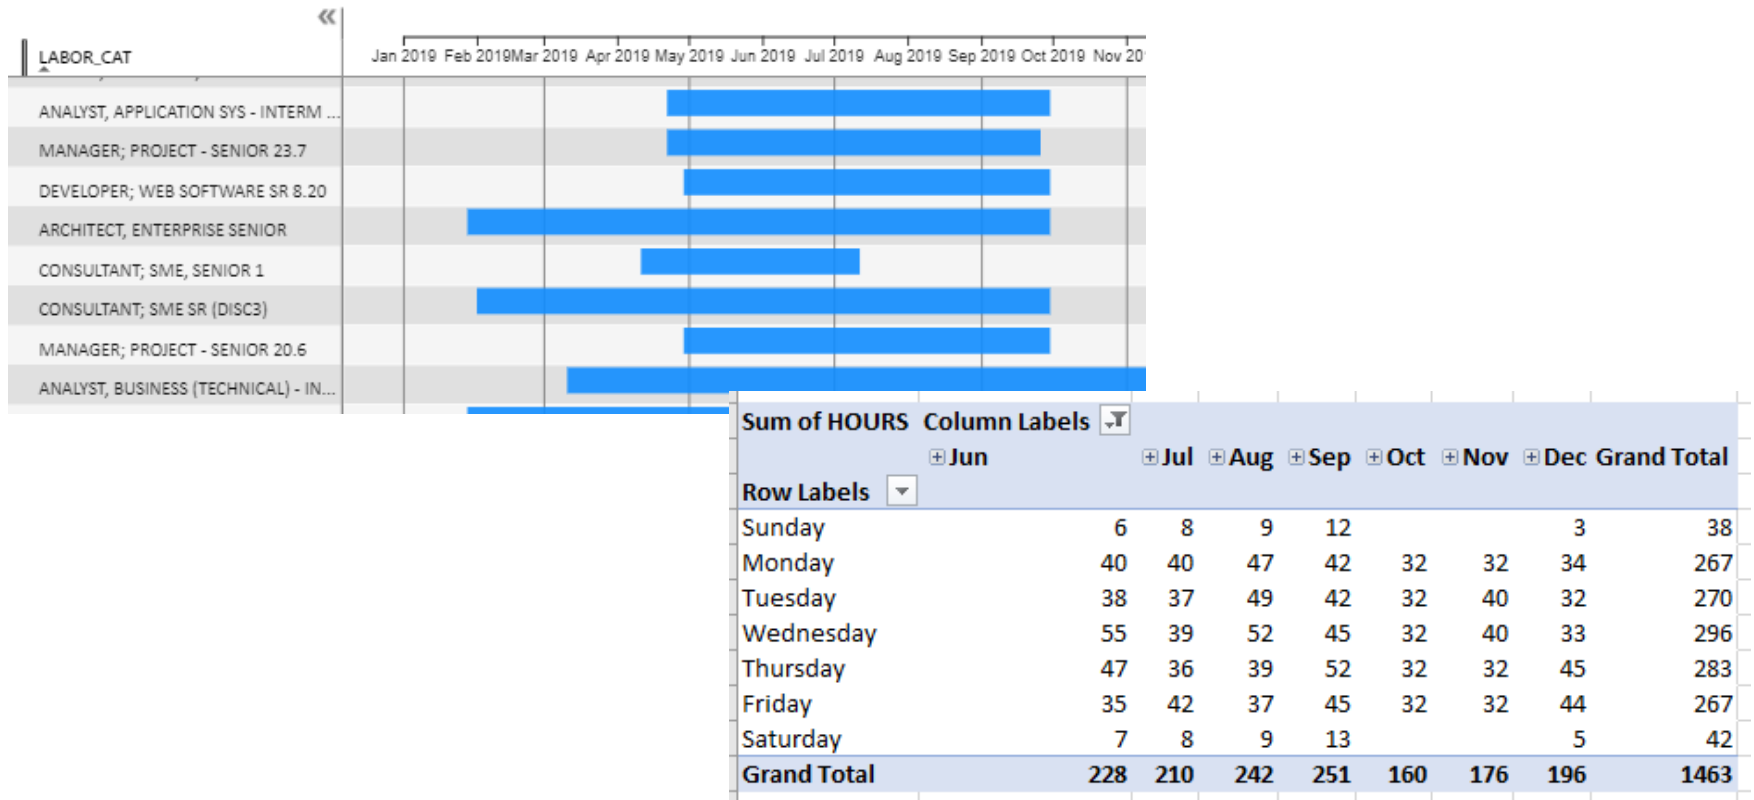 «
LABOR_CAT
Jan 2019 Feb 2019 Mar 2019 Apr 2019 May 2019 Jun 2019 Jul 2019 Aug 2019 Sep 2019 Oct 2019 Nov 20
ANALYST, APPLICATION SYS - INTERM ...
MANAGER; PROJECT - SENIOR 23.7
DEVELOPER; WEB SOFTWARE SR 8.20
ARCHITECT, ENTERPRISE SENIOR
CONSULTANT; SME, SENIOR 1
CONSULTANT; SME SR (DISC3)
MANAGER; PROJECT - SENIOR 20.6
ANALYST, BUSINESS (TECHNICAL) - IN...
Sum of HOURS Column Labels
Jun Jul Aug Sep Oct Nov Dec Grand Total
Row Labels
Sunday 6 8 9 12 3 38
Monday 40 40 47 42 32 32 34 267
Tuesday 38 37 49 42 32 40 32 270
Wednesday 55 39 52 45 32 40 33 296
Thursday 47 36 39 52 32 32 45 283
Friday 35 42 37 45 32 32 44 267
Saturday 7 8 9 13 5 42
Grand Total 228 210 242 251 160 176 196 1463